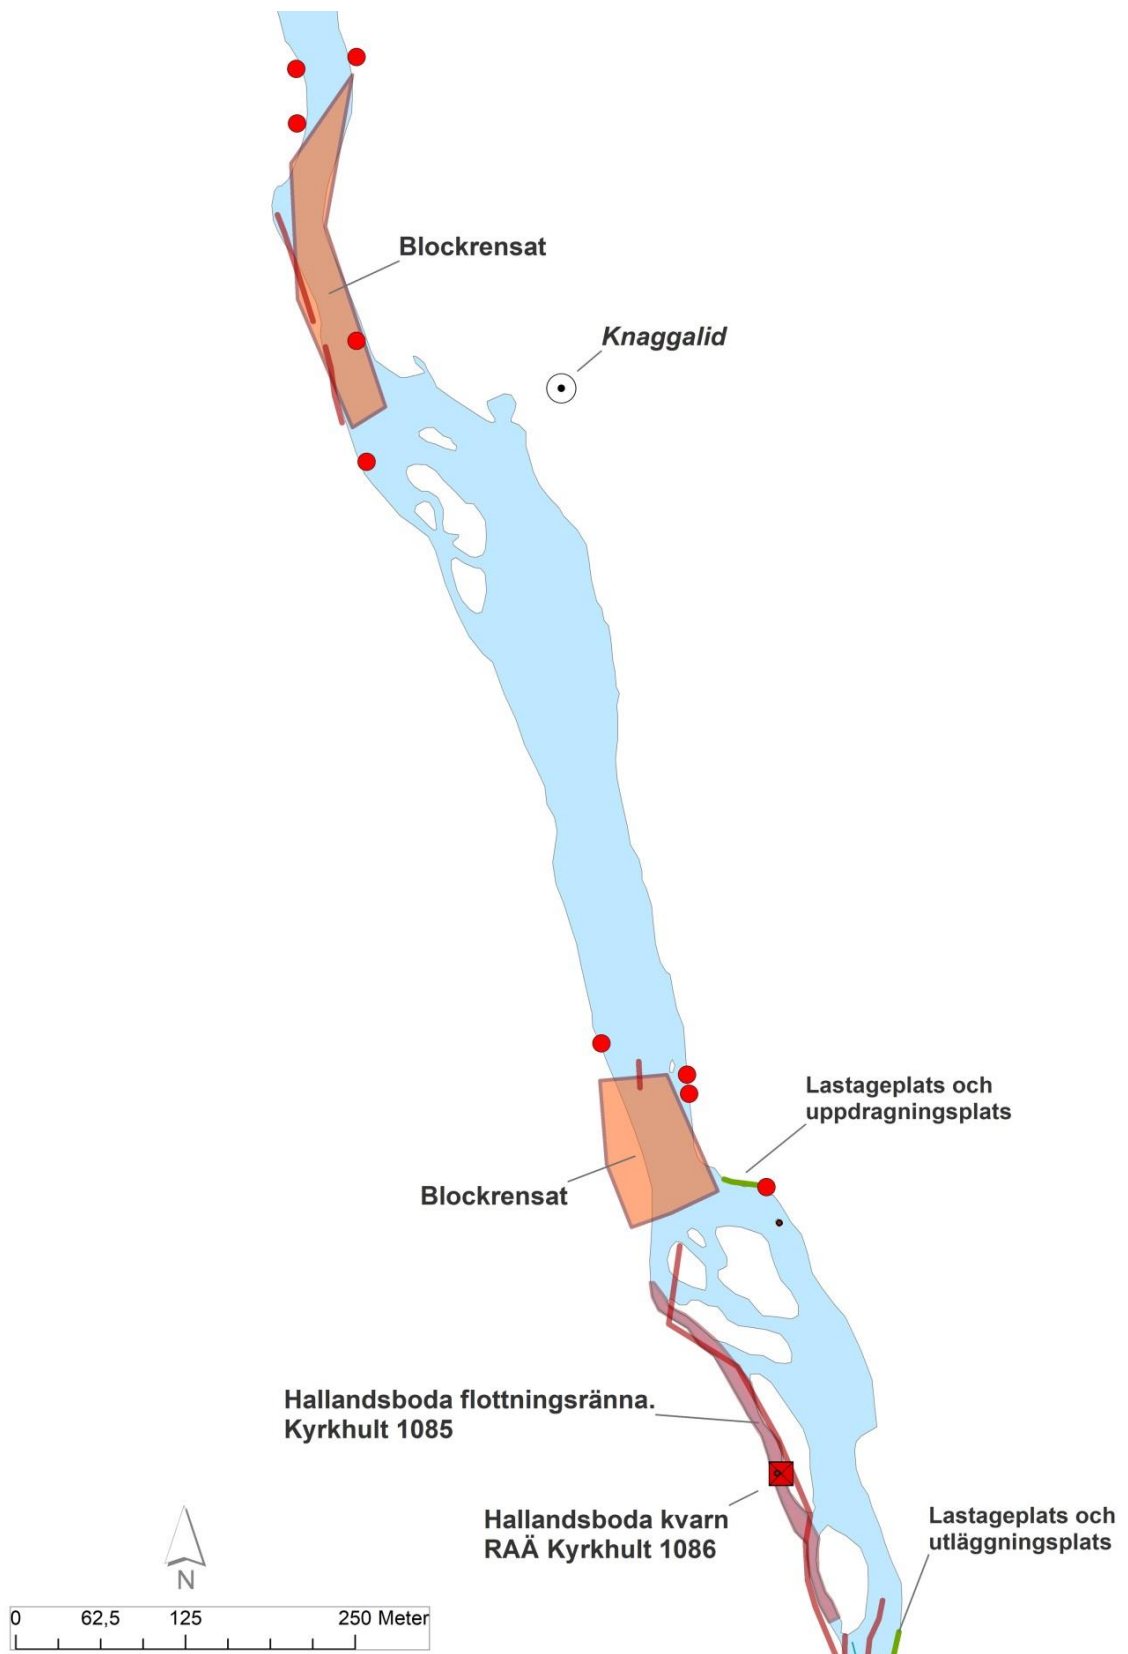 Blockrensat
Knaggalid
Lastageplats och
uppdragningsplats
Blockrensat
Hallandsboda flottningsränna.
Kyrkhult 1085
Hallandsboda kvarn
RAÄ Kyrkhult 1086
Lastageplats och
utläggningsplats
N
0 62,5 125 250 Meter